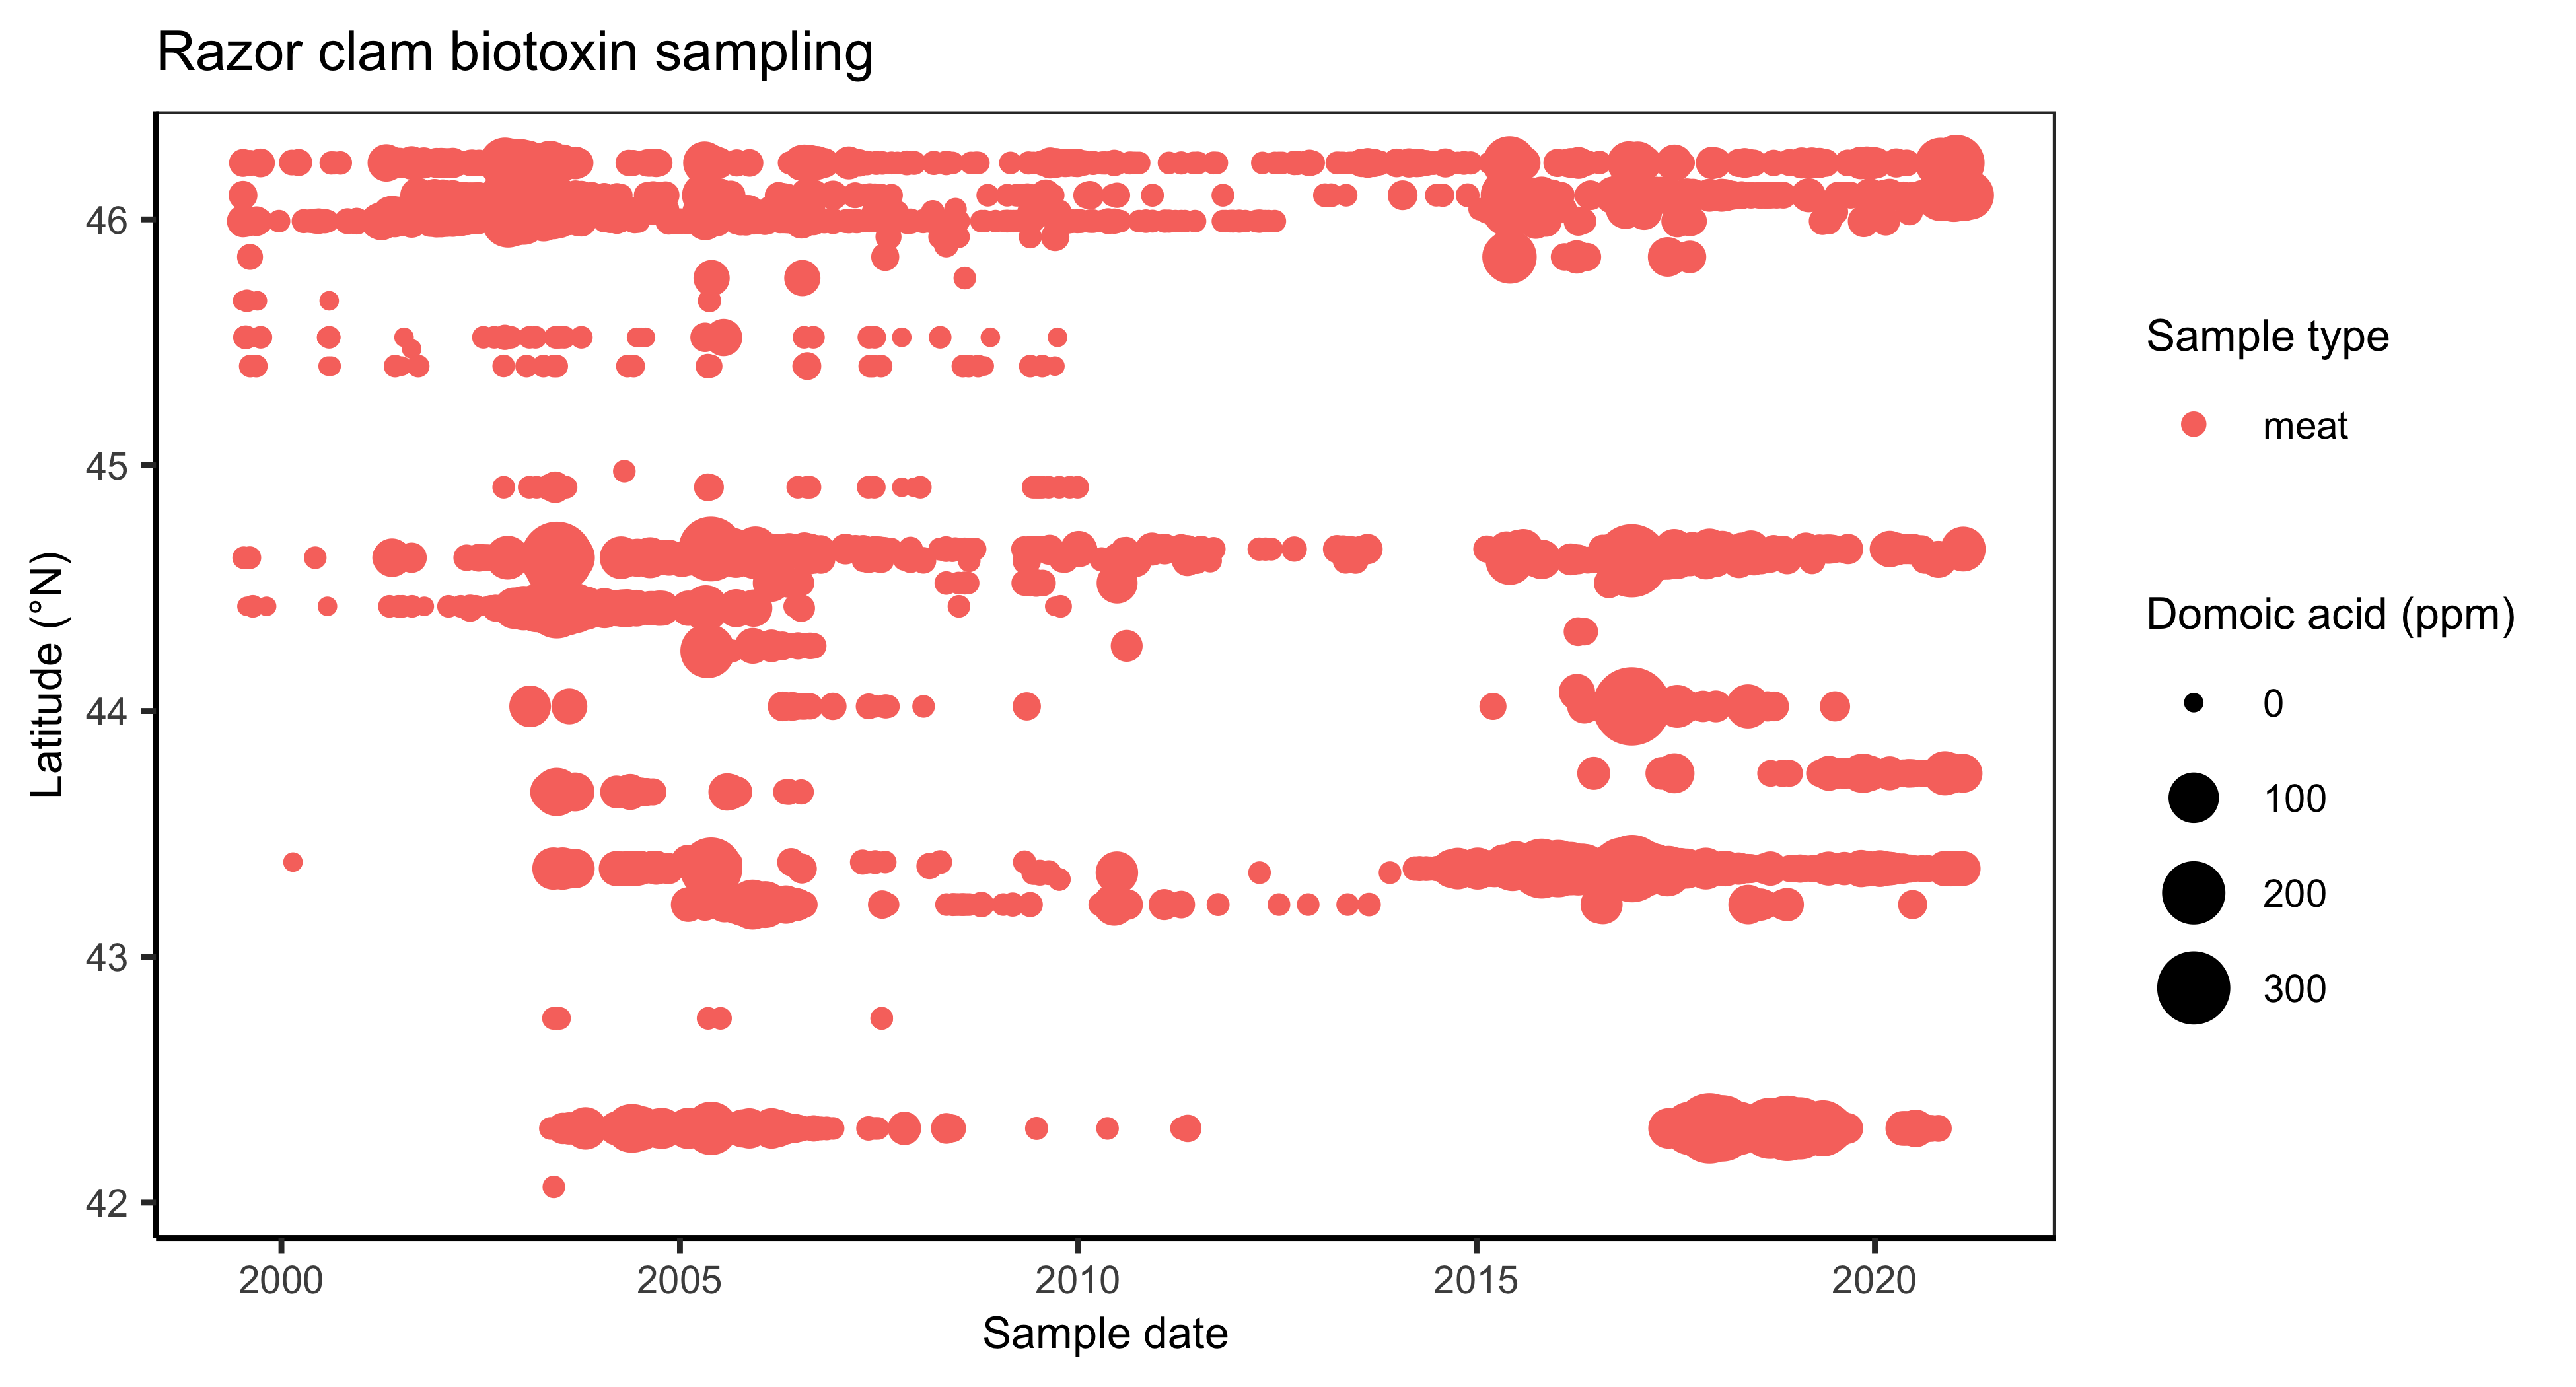 Razor clam biotoxin sampling
Latitude (°N)
46
45
44
43
42
2000
2005
2010
2015
2020
Sample date
Sample type
meat
Domoic acid (ppm)
0
100
200
300